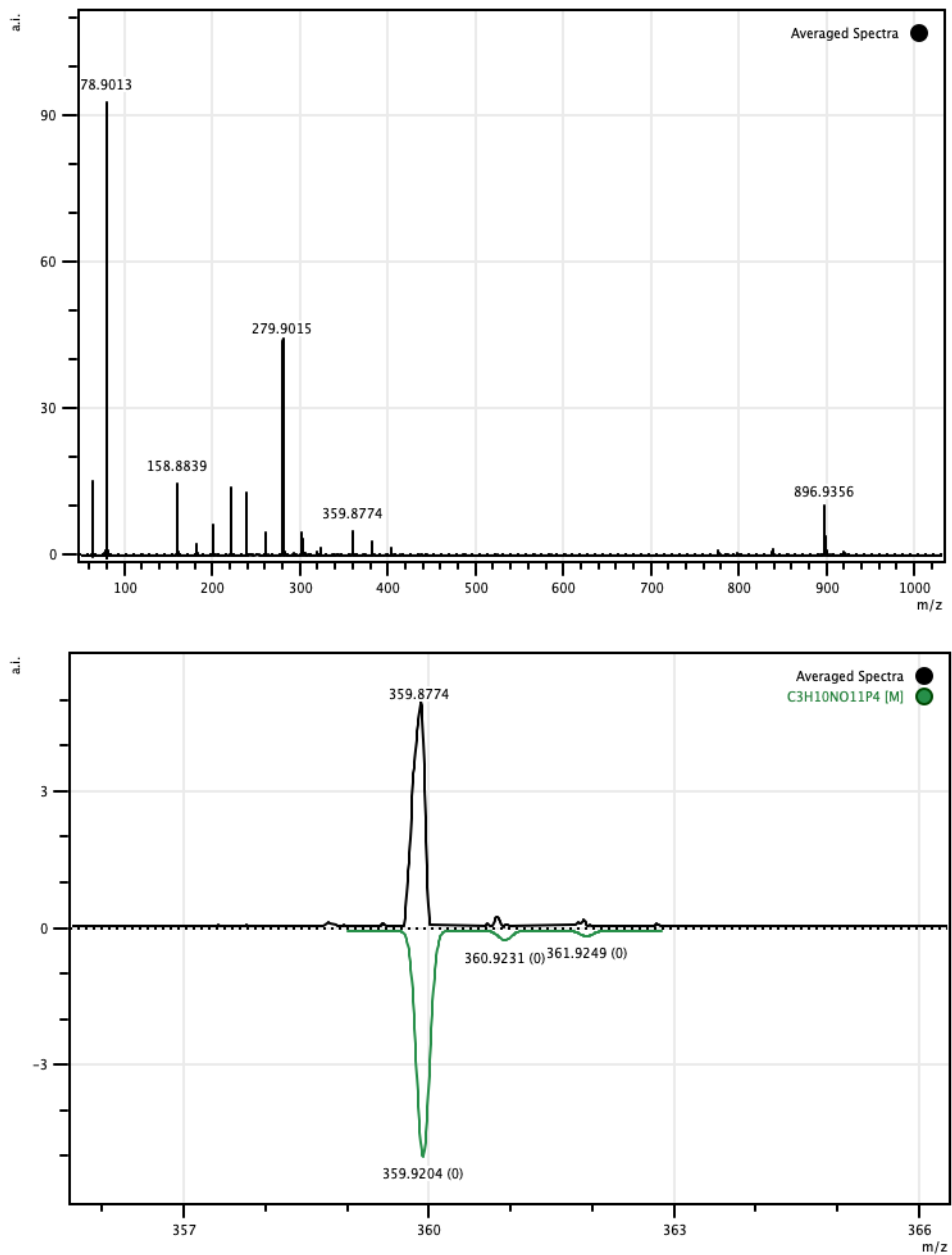 a.i.
Averaged Spectra
78.9013
90
60
279.9015
30
158.8839
359.8774
896.9356
0
100 200 300 400 500 600 700 800 900 1000
m/z
a.i.
Averaged Spectra
359.8774
C3H10NO11P4 [M]
3
0
360.9231 (0) 361.9249 (0)
-3
359.9204 (0)
357 360 363 366
m/z